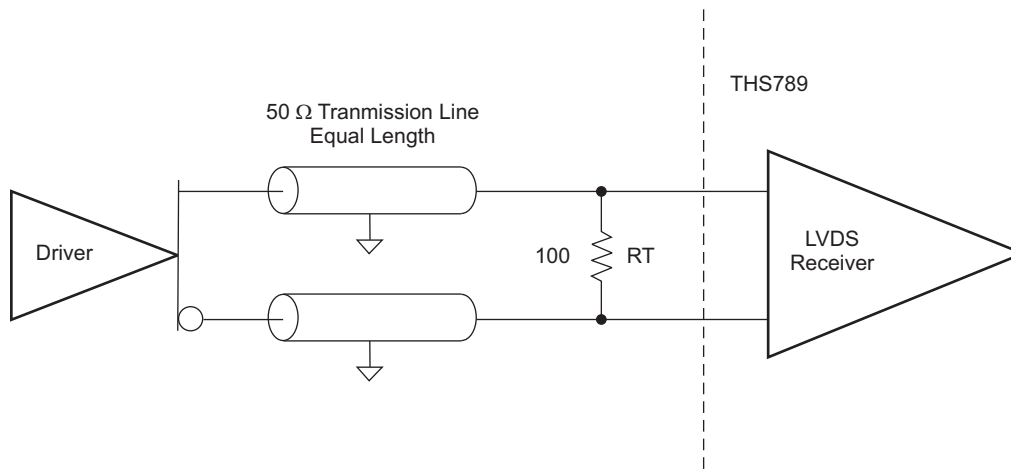 THS789
50 Ω Tranmission Line
Equal Length
Driver
100
RT
LVDS
Receiver